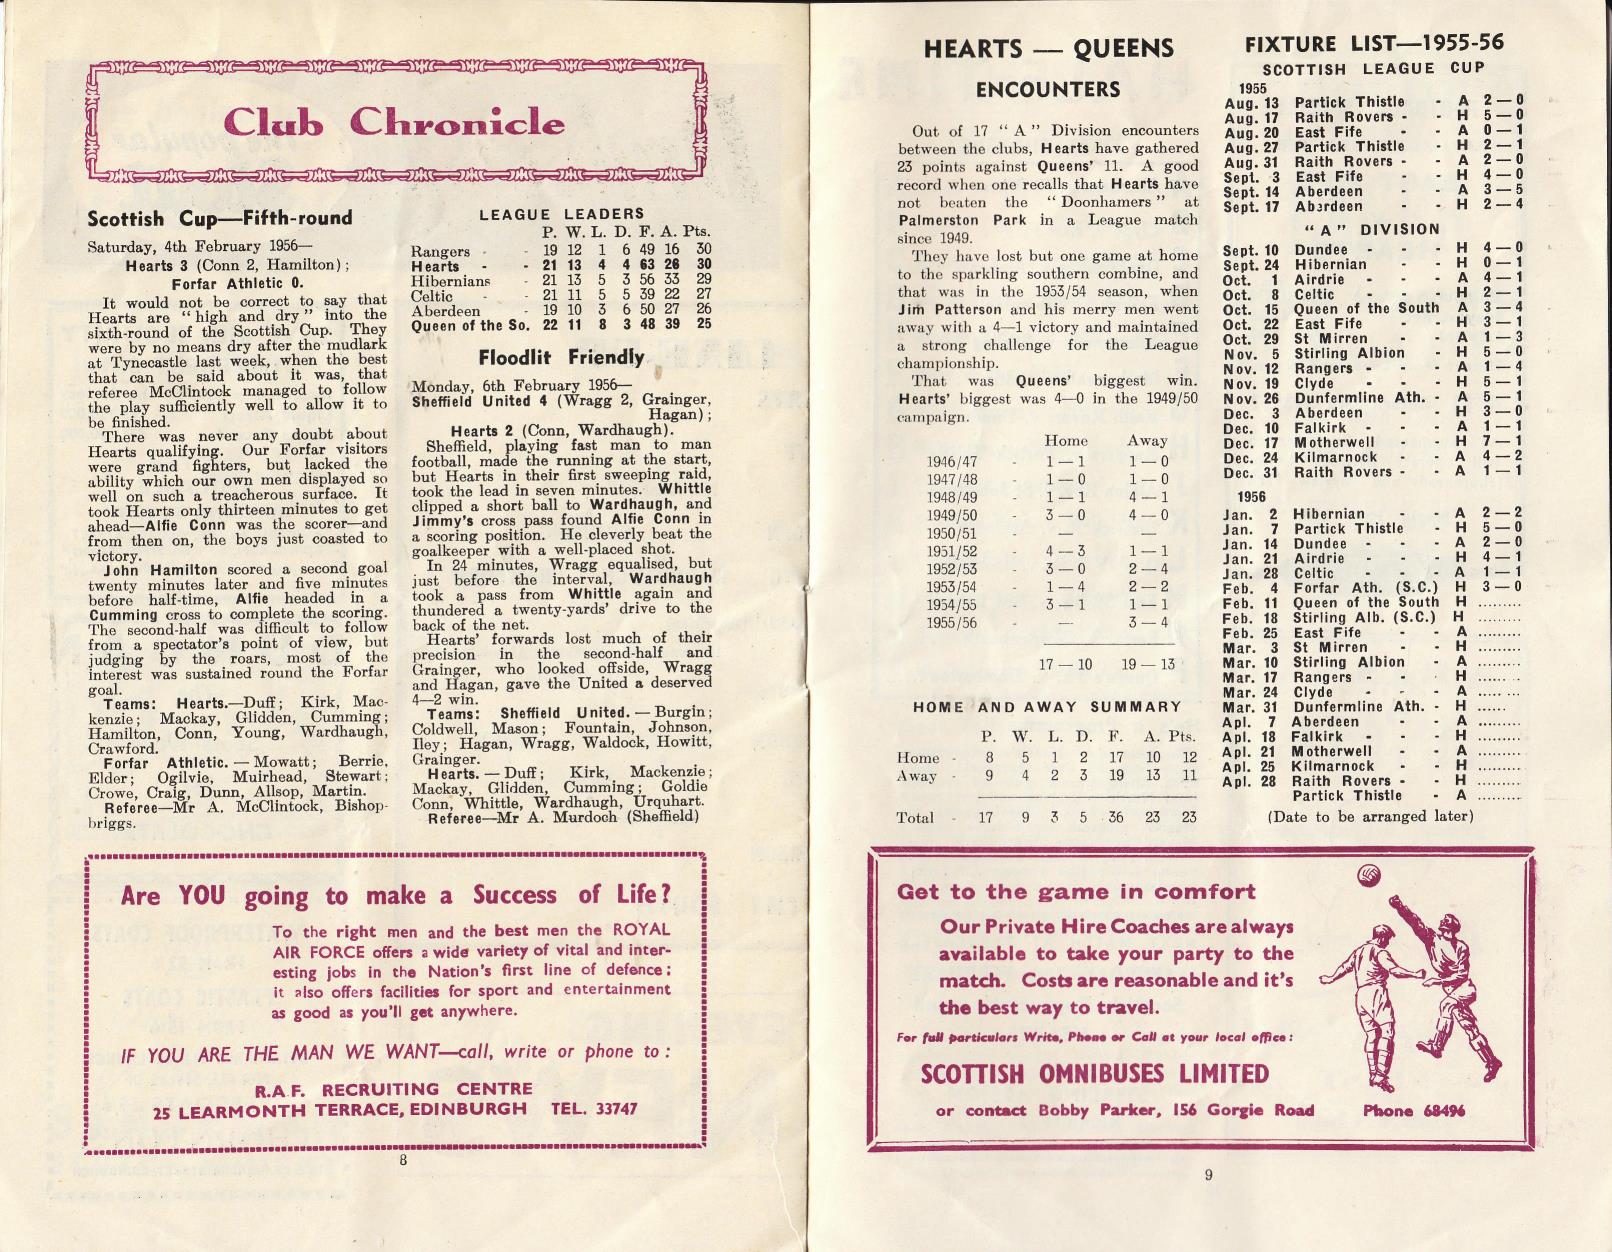 Club Chronicle
Scottish Cup—Fifth-round
Saturday, 4th February 1956—
Hearts 3 (Conn 2, Hamilton) ;
Forfar Athletic 0.
It would not be correct to say that
Hearts are "high and dry" into the
sixth-round of the Scottish Cup. They
were by no means dry after the mudlark
at Tynecastle last week, when the best
that can be said about it was, that
referee McClintock managed to follow
the play sufficiently well to allow it to
be finished.
There was never any doubt about
Hearts qualifying. Our Forfar visitors
were grand fighters, but lacked the
ability which our own men displayed so
well on such a treacherous surface. It
took Hearts only thirteen minutes to get
ahead—Alfie Conn was the scorer—and
from then on, the boys just coasted to
victory.
John Hamilton scored a second goal
twenty minutes later and five minutes
before half-time, Alfie headed in a
Cumming cross to complete the scoring.
The second-half was difficult to follow
from a spectator's point of view, but
judging by the roars, most of the
interest was sustained round the Forfar
goal.
Teams: Hearts.—Duff; Kirk, Mac-
kenzie; Mackay, Glidden, Cumming;
Hamilton, Conn, Young, Wardhaugh,
Crawford.
Forfar Athletic. — Mowatt; Berrie,
Elder; Ogilvie, Muirhead, Stewart;
Crowe, Craig, Dunn, Allsop, Martin.
Referee—Mr A. McClintock, Bishop-
briggs.
LEAGUE LEADERS
P. W. L. D. F. A. Pts.
Rangers - - 19 12 1 6 49 16 30
Hearts - - 21 13 4 4 63 26 30
Hibernians - 21 13 5 3 56 33 29
Celtic - - 21 11 5 5 39 22 27
Aberdeen - 19 10 3 6 50 27 26
Queen of the So. 22 11 8 3 48 39 25
Floodlit Friendly
Monday, 6th February 1956—
Sheffield United 4 (Wragg 2, Grainger,
Hagan) ;
Hearts 2 (Conn, Wardhaugh).
Sheffield, playing fast man to man
football, made the running at the start,
but Hearts in their first sweeping raid,
took the lead in seven minutes. Whittle
clipped a short ball to Wardhaugh, and
Jimmy's cross pass found Alfie Conn in
a scoring position. He cleverly beat the
goalkeeper with a well-placed shot.
In 24 minutes, Wragg equalised, but
just before the interval, Wardhaugh
took a pass from Whittle again and
thundered a twenty-yards' drive to the
back of the net.
Hearts' forwards lost much of their
precision in the second-half and
Grainger, who looked offside, Wragg
and Hagan, gave the United a deserved
4—2 win.
Teams: Sheffield United. — Burgin;
Coldwell, Mason; Fountain, Johnson,
Iley; Hagan, Wragg, Waldock, Howitt,
Grainger.
Hearts. — Duff; Kirk, Mackenzie;
Mackay, Glidden, Cumming; Goldie
Conn, Whittle, Wardhaugh, Urquhart.
Referee—Mr A. Murdoch (Sheffield)
Are YOU going to make a Success of Life?
To the right men and the best men the ROYAL
AIR FORCE offers a wide variety of vital and inter-
esting jobs in the Nation's first line of defence;
it also offers facilities for sport and entertainment
as good as you'll get anywhere.
IF YOU ARE THE MAN WE WANT—call, write or phone to :
R.A.F. RECRUITING CENTRE
25 LEARMONTH TERRACE, EDINBURGH TEL. 33747
8
HEARTS — QUEENS
ENCOUNTERS
Out of 17 "A" Division encounters
between the clubs, Hearts have gathered
23 points against Queens' 11. A good
record when one recalls that Hearts have
not beaten the "Doonhamers" at
Palmerston Park in a League match
since 1949.
They have lost but one game at home
to the sparkling southern combine, and
that was in the 1953/54 season, when
Jim Patterson and his merry men went
away with a 4—1 victory and maintained
a strong challenge for the League
championship.
That was Queens' biggest win.
Hearts' biggest was 4—0 in the 1949/50
campaign.
Home Away
1946/47 - 1—1 1—0
1947/48 - 1—0 1—0
1948/49 - 1—1 4—1
1949/50 - 3—0 4—0
1950/51 - — —
1951/52 - 4—3 1—1
1952/53 - 3—0 2—4
1953/54 - 1—4 2—2
1954/55 - 3—1 1—1
1955/56 - — 3—4
17—10 19—13
HOME AND AWAY SUMMARY
P. W. L. D. F. A. Pts.
Home - 8 5 1 2 17 10 12
Away - 9 4 2 3 19 13 11
Total - 17 9 3 5 36 23 23
FIXTURE LIST—1955-56
SCOTTISH LEAGUE CUP
1955
Aug. 13 Partick Thistle - A 2—0
Aug. 17 Raith Rovers - - H 5—0
Aug. 20 East Fife - - A 0—1
Aug. 27 Partick Thistle - H 2—1
Aug. 31 Raith Rovers - - A 2—0
Sept. 3 East Fife - - H 4—0
Sept. 14 Aberdeen - - A 3—5
Sept. 17 Aberdeen - - H 2—4
"A" DIVISION
Sept. 10 Dundee - - - H 4—0
Sept. 24 Hibernian - - H 0—1
Oct. 1 Airdrie - - - A 4—1
Oct. 8 Celtic - - - H 2—1
Oct. 15 Queen of the South A 3—4
Oct. 22 East Fife - - H 3—1
Oct. 29 St Mirren - - A 1—3
Nov. 5 Stirling Albion - H 5—0
Nov. 12 Rangers - - - A 1—4
Nov. 19 Clyde - - - H 5—1
Nov. 26 Dunfermline Ath. - A 5—1
Dec. 3 Aberdeen - - H 3—0
Dec. 10 Falkirk - - - A 1—1
Dec. 17 Motherwell - - H 7—1
Dec. 24 Kilmarnock - - A 4—2
Dec. 31 Raith Rovers - - A 1—1
1956
Jan. 2 Hibernian - - A 2—2
Jan. 7 Partick Thistle - H 5—0
Jan. 14 Dundee - - - A 2—0
Jan. 21 Airdrie - - - H 4—1
Jan. 28 Celtic - - - A 1—1
Feb. 4 Forfar Ath. (S.C.) H 3—0
Feb. 11 Queen of the South H .........
Feb. 18 Stirling Alb. (S.C.) H .........
Feb. 25 East Fife - - A .........
Mar. 3 St Mirren - - H .........
Mar. 10 Stirling Albion - A .........
Mar. 17 Rangers - - H .........
Mar. 24 Clyde - - - A .........
Mar. 31 Dunfermline Ath. - H .........
Apl. 7 Aberdeen - - A .........
Apl. 18 Falkirk - - - H .........
Apl. 21 Motherwell - - A .........
Apl. 25 Kilmarnock - - H .........
Apl. 28 Raith Rovers - - H .........
Partick Thistle - A .........
(Date to be arranged later)
Get to the game in comfort
Our Private Hire Coaches are always
available to take your party to the
match. Costs are reasonable and it's
the best way to travel.
For full particulars Write, Phone or Call at your local office :
SCOTTISH OMNIBUSES LIMITED
or contact Bobby Parker, 156 Gorgie Road Phone 68496
9